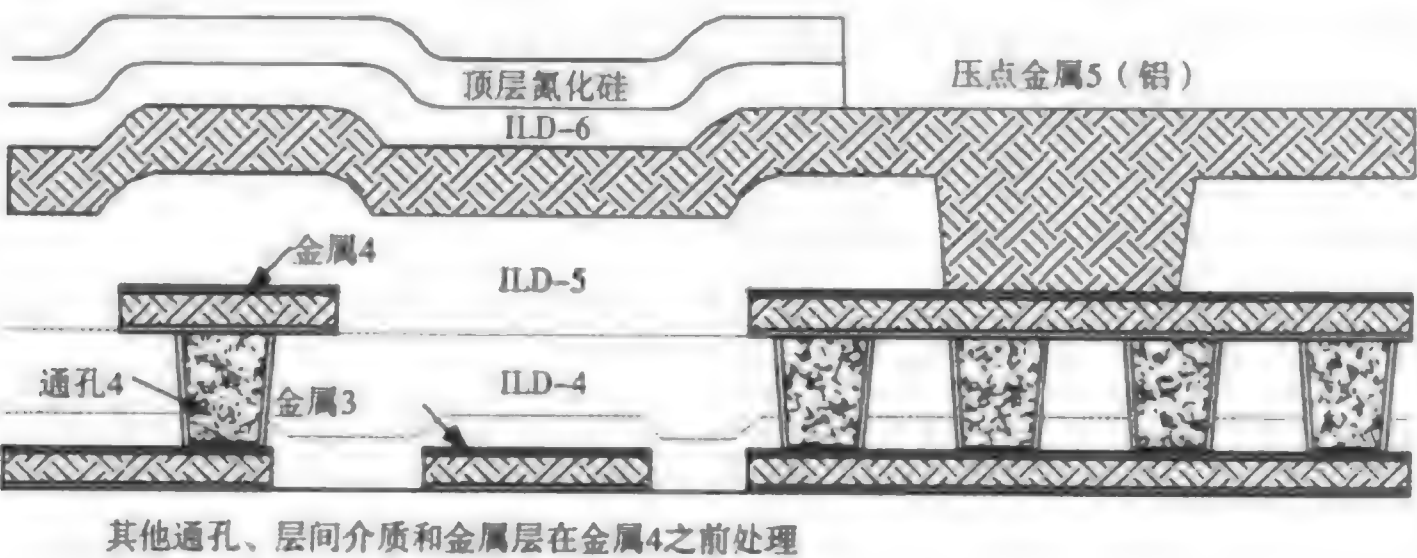 顶层氮化硅
压点金属5（铝）
ILD-6
金属4
ILD-5
通孔4
金属3
ILD-4
其他通孔、层间介质和金属层在金属4之前处理